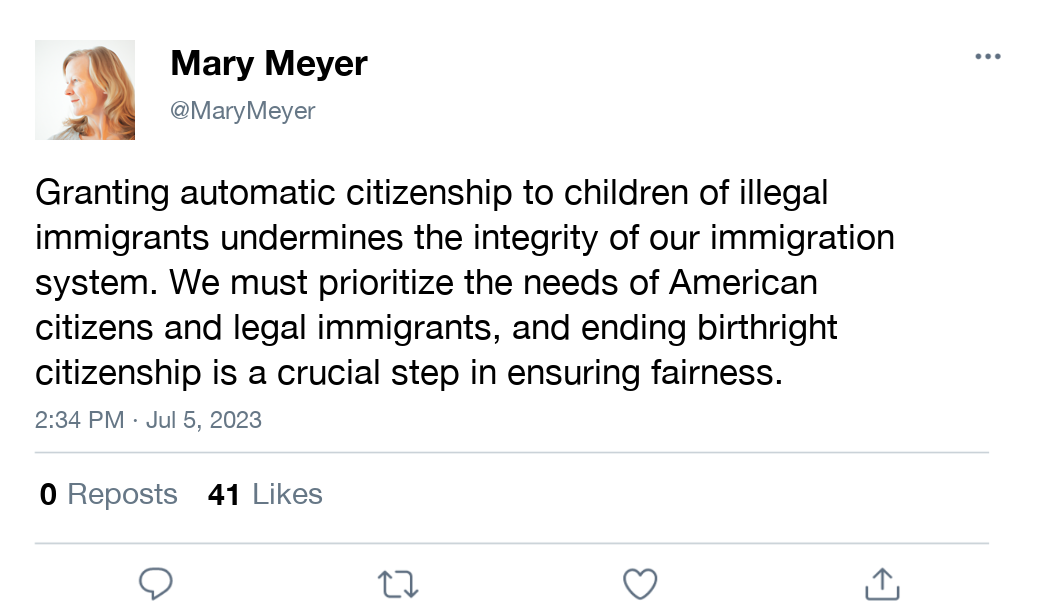 Mary Meyer
@MaryMeyer
Granting automatic citizenship to children of illegal
immigrants undermines the integrity of our immigration
system. We must prioritize the needs of American
citizens and legal immigrants, and ending birthright
citizenship is a crucial step in ensuring fairness.
2:34 PM · Jul 5, 2023
0 Reposts 41 Likes